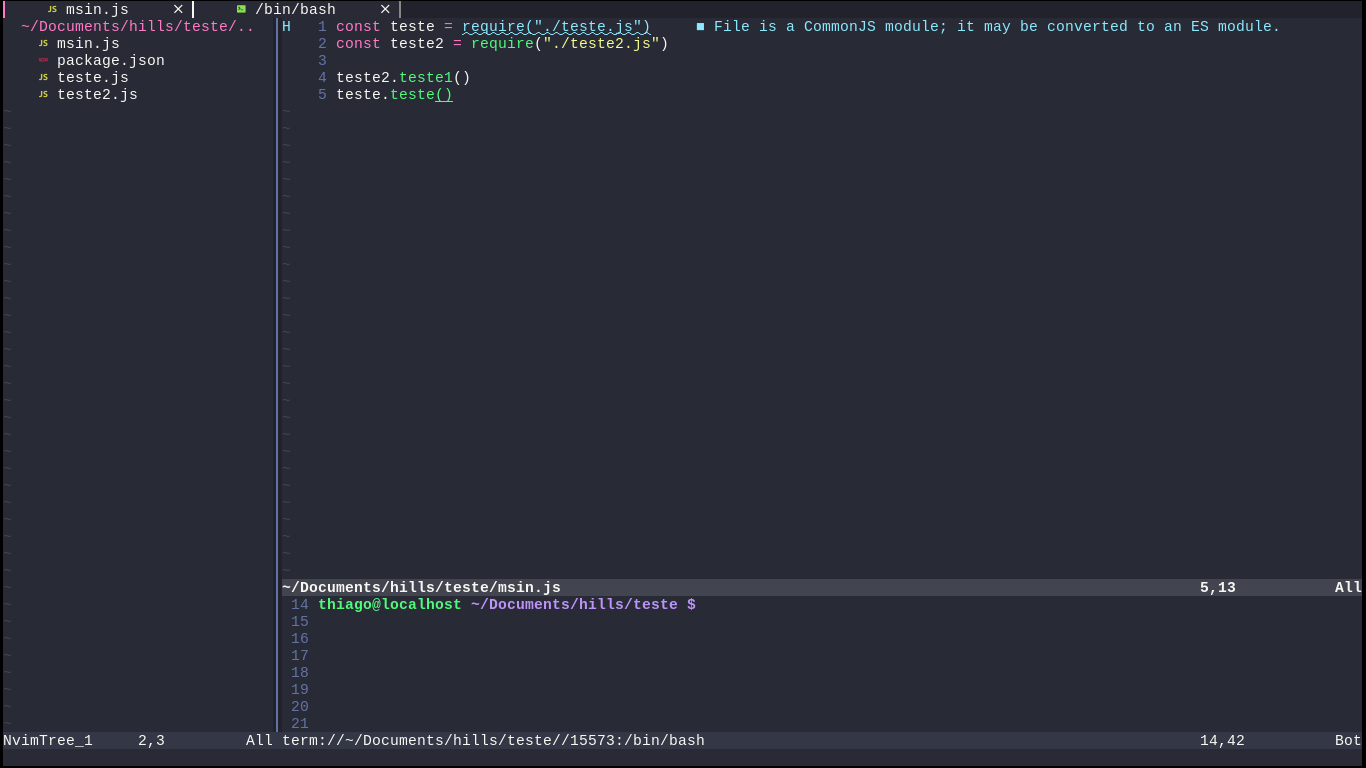 JS msin.js × /bin/bash ×
~/Documents/hills/teste/..
JS msin.js
package.json
JS teste.js
JS teste2.js
H 1 const teste = require("./teste.js") ■ File is a CommonJS module; it may be converted to an ES module.
2 const teste2 = require("./teste2.js")
3
4 teste2.teste1()
5 teste.teste()
~/Documents/hills/teste/msin.js 5,13 All
14 thiago@localhost ~/Documents/hills/teste $
15
16
17
18
19
20
21
NvimTree_1 2,3 All term://~/Documents/hills/teste//15573:/bin/bash 14,42 Bot